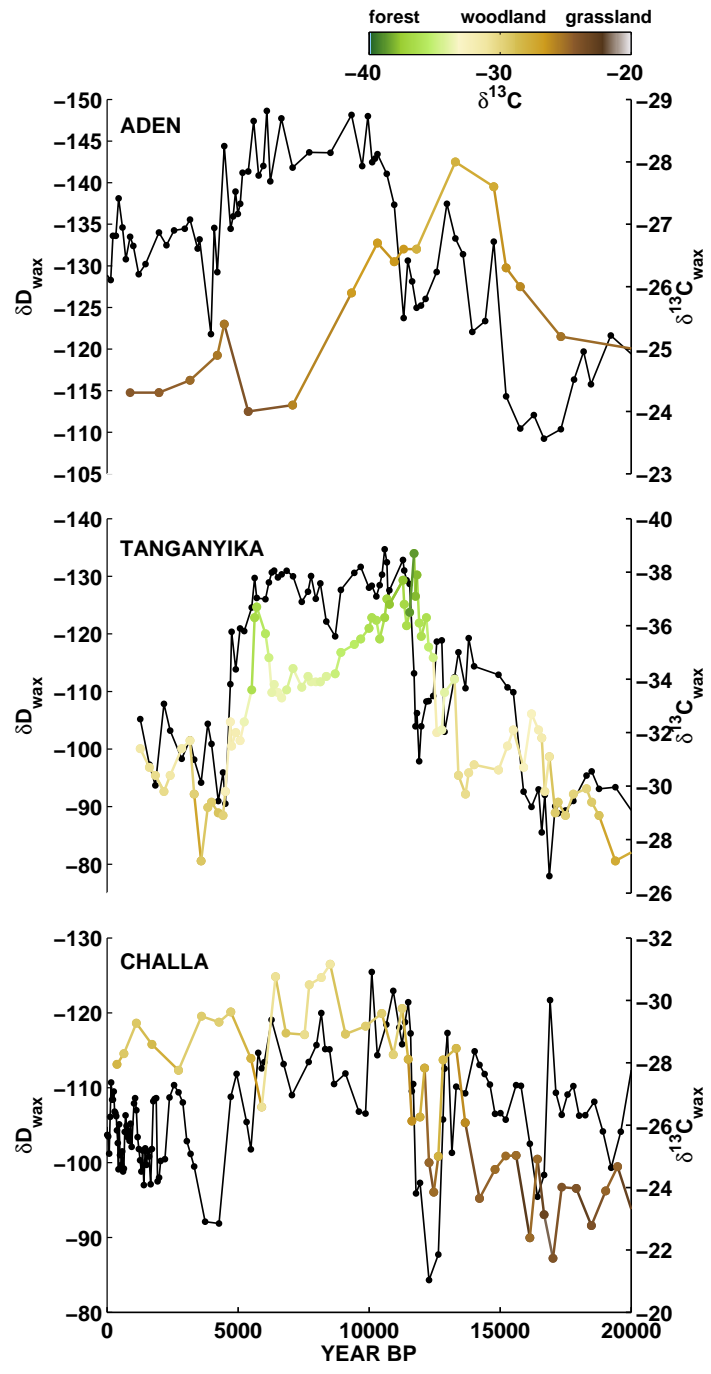 forest woodland grassland
−40 −30 −20
δ13C
−150 −145 −140 −135 −130 −125 −120 −115 −110 −105
ADEN
δDwax
−29 −28 −27 −26 −25 −24 −23
δ13Cwax
−140 −130 −120 −110 −100 −90 −80
TANGANYIKA
δDwax
−40 −38 −36 −34 −32 −30 −28 −26
δ13Cwax
−130 −120 −110 −100 −90 −80
CHALLA
δDwax
−32 −30 −28 −26 −24 −22 −20
δ13Cwax
0 5000 10000 15000 20000
YEAR BP